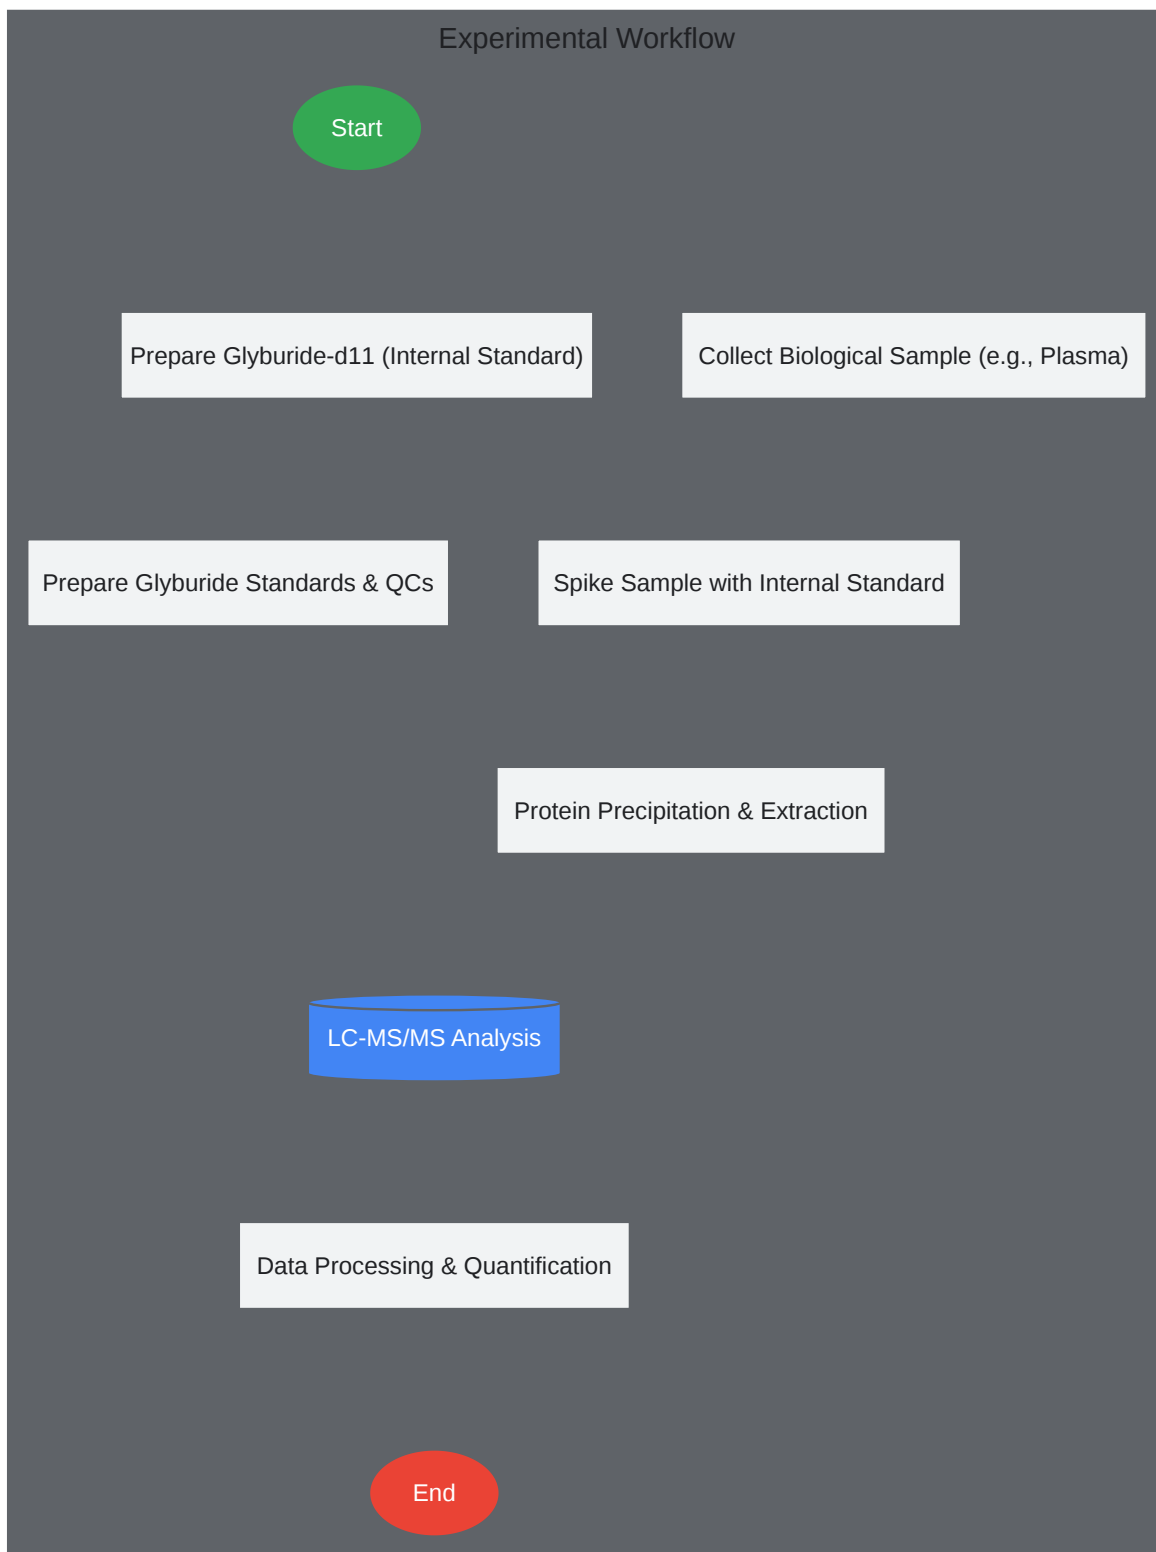 Experimental Workflow
Start
Prepare Glyburide-d11 (Internal Standard)
Collect Biological Sample (e.g., Plasma)
Prepare Glyburide Standards & QCs
Spike Sample with Internal Standard
Protein Precipitation & Extraction
LC-MS/MS Analysis
Data Processing & Quantification
End